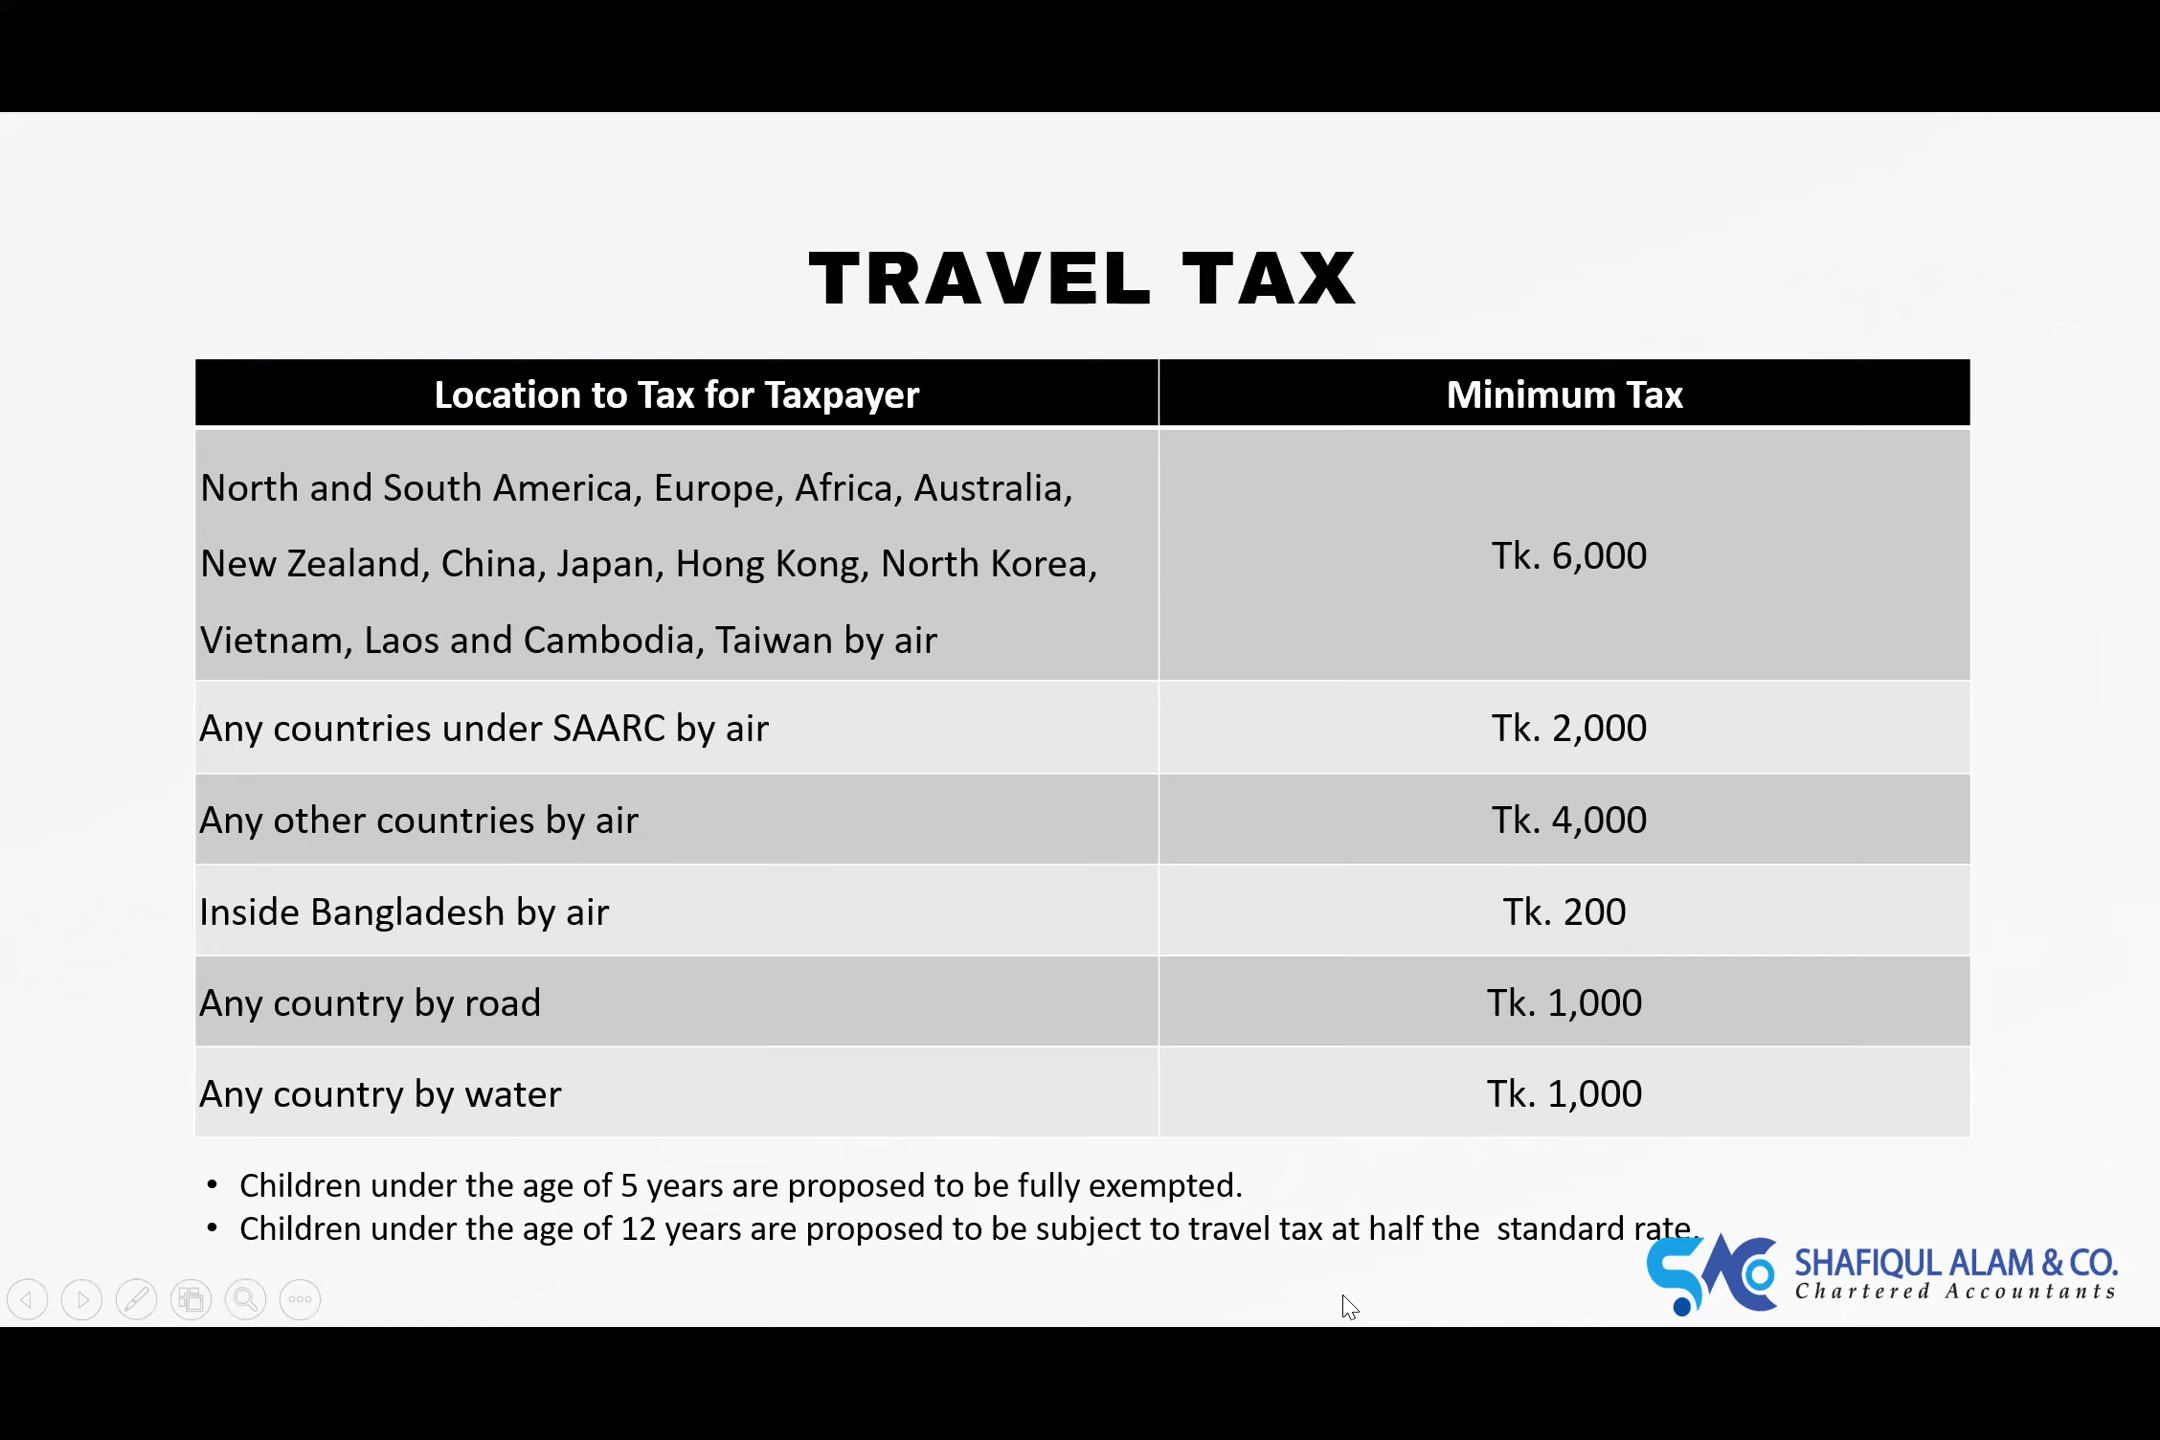 TRAVEL TAX
Location to Tax for Taxpayer
Minimum Tax
North and South America, Europe, Africa, Australia,
New Zealand, China, Japan, Hong Kong, North Korea,
Vietnam, Laos and Cambodia, Taiwan by air
Tk. 6,000
Any countries under SAARC by air
Tk. 2,000
Any other countries by air
Tk. 4,000
Inside Bangladesh by air
Tk. 200
Any country by road
Tk. 1,000
Any country by water
Tk. 1,000
• Children under the age of 5 years are proposed to be fully exempted.
• Children under the age of 12 years are proposed to be subject to travel tax at half the  standard rate.
SACo
SHAFIQUL ALAM & CO.
Chartered Accountants